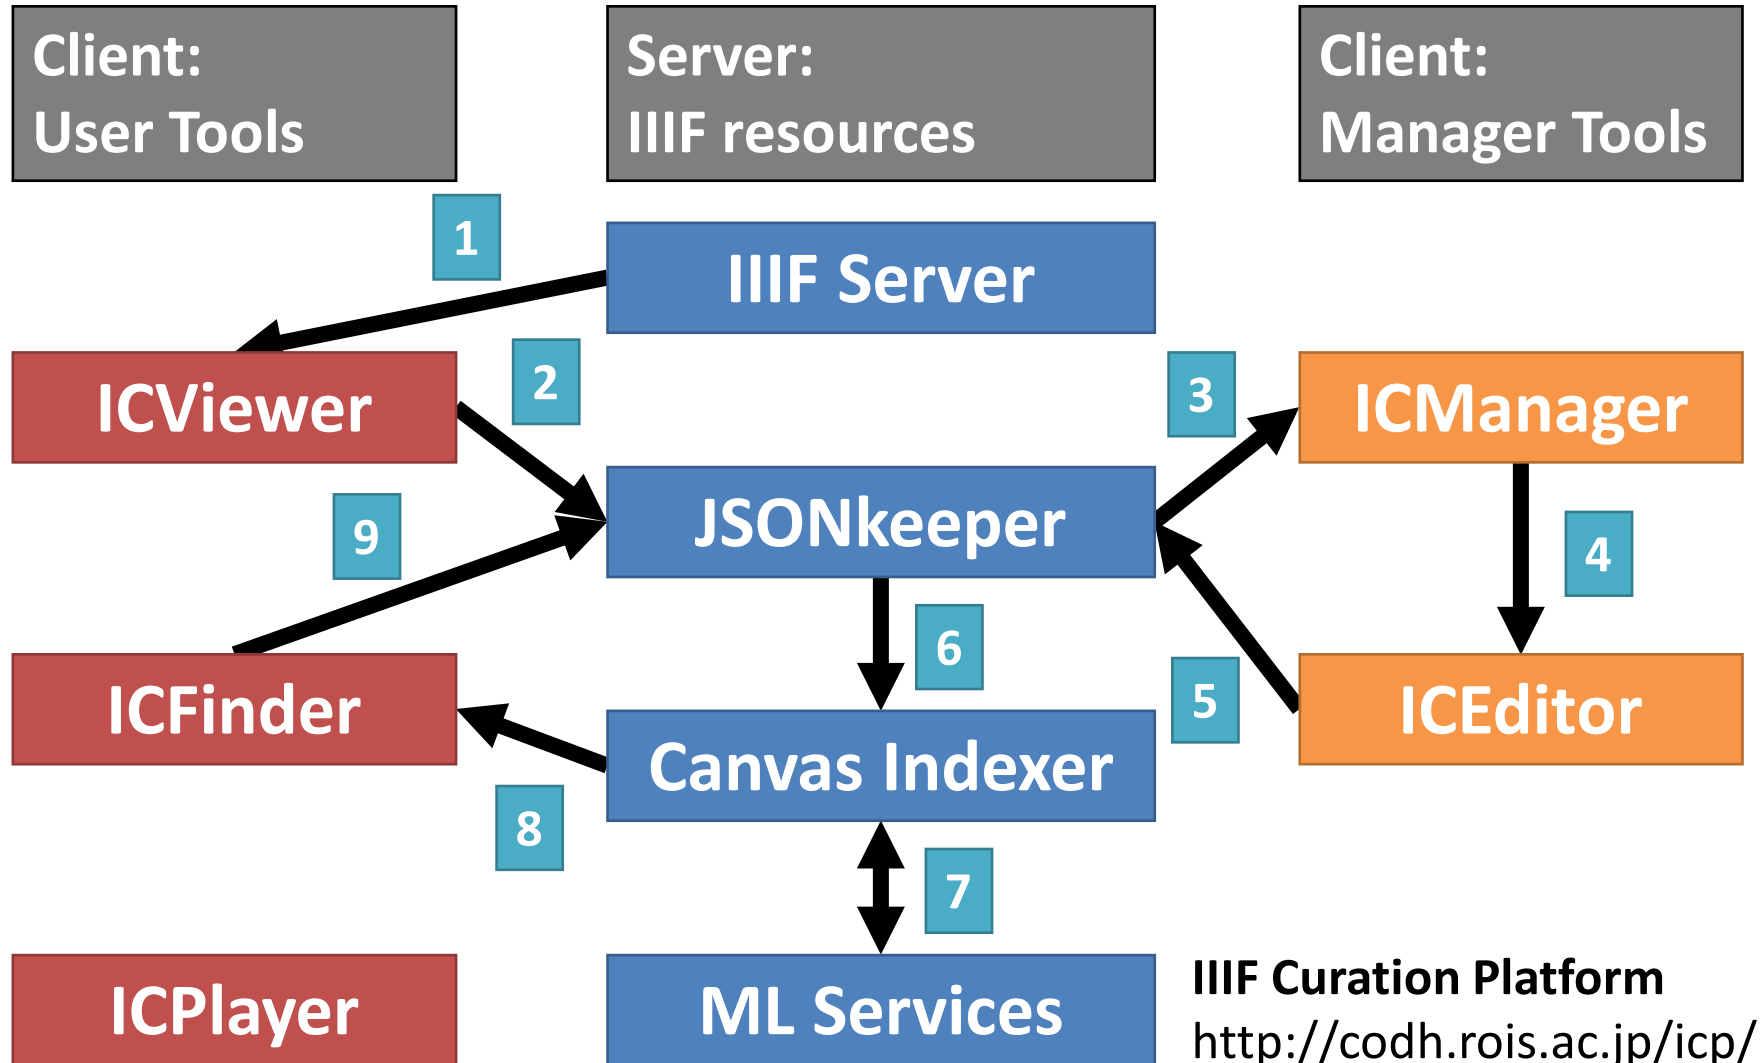 Client:
User Tools
Server:
IIIF resources
Client:
Manager Tools
1
IIIF Server
2
3
ICViewer
ICManager
JSONkeeper
9
4
6
5
ICFinder
ICEditor
Canvas Indexer
8
7
ICPlayer
ML Services
IIIF Curation Platform
http://codh.rois.ac.jp/icp/